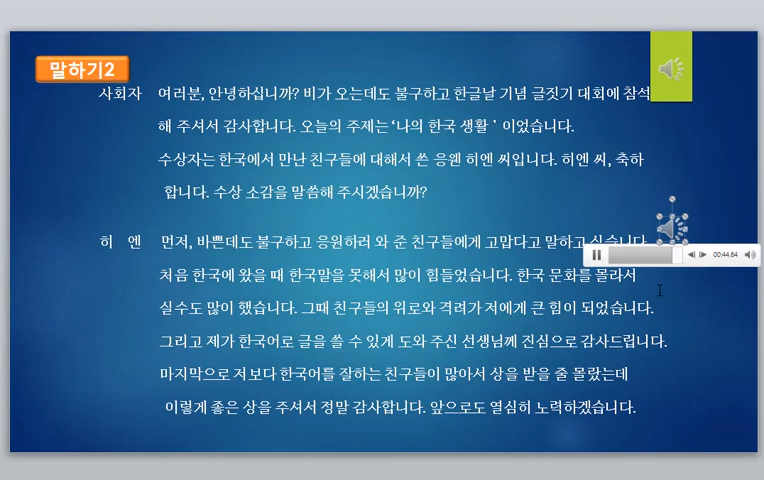 말하기2
사회자 여러분, 안녕하십니까? 비가 오는데도 불구하고 한글날 기념 글짓기 대회에 참석
해 주셔서 감사합니다. 오늘의 주제는 ‘나의 한국 생활 ’ 이었습니다.
수상자는 한국에서 만난 친구들에 대해서 쓴 응웬 히엔 씨입니다. 히엔 씨, 축하
합니다. 수상 소감을 말씀해 주시겠습니까?
히 엔 먼저, 바쁜데도 불구하고 응원하러 와 준 친구들에게 고맙다고 말하고 싶습니다.
처음 한국에 왔을 때 한국말을 못해서 많이 힘들었습니다. 한국 문화를 몰라서
실수도 많이 했습니다. 그때 친구들의 위로와 격려가 저에게 큰 힘이 되었습니다.
그리고 제가 한국어로 글을 쓸 수 있게 도와 주신 선생님께 진심으로 감사드립니다.
마지막으로 저보다 한국어를 잘하는 친구들이 많아서 상을 받을 줄 몰랐는데
이렇게 좋은 상을 주셔서 정말 감사합니다. 앞으로도 열심히 노력하겠습니다.
00:44,64